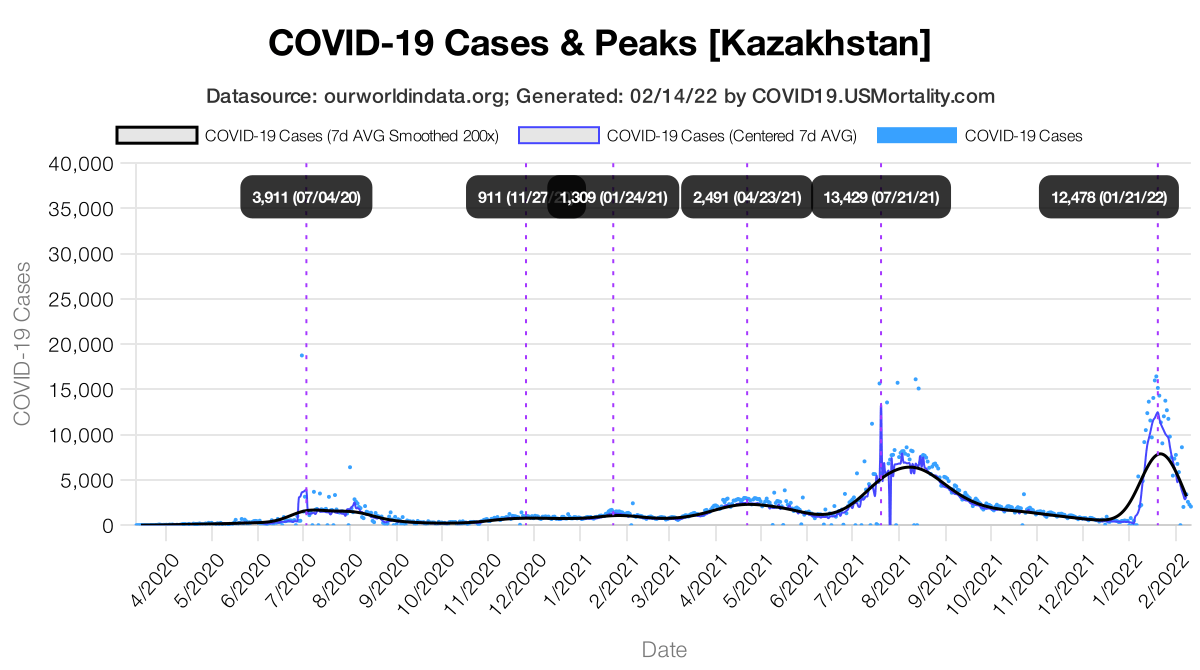 COVID-19 Cases & Peaks [Kazakhstan]
Datasource: ourworldindata.org; Generated: 02/14/22 by COVID19.USMortality.com
COVID-19 Cases (7d AVG Smoothed 200x) COVID-19 Cases (Centered 7d AVG) COVID-19 Cases
40,000
3,911 (07/04/20) 911 (11/27/ 1,309 (01/24/21) 2,491 (04/23/21) 13,429 (07/21/21) 12,478 (01/21/22)
35,000
30,000
25,000
20,000
15,000
10,000
5,000
0
COVID-19 Cases
4/2020 5/2020 6/2020 7/2020 8/2020 9/2020 10/2020 11/2020 12/2020 1/2021 2/2021 3/2021 4/2021 5/2021 6/2021 7/2021 8/2021 9/2021 10/2021 11/2021 12/2021 1/2022 2/2022
Date